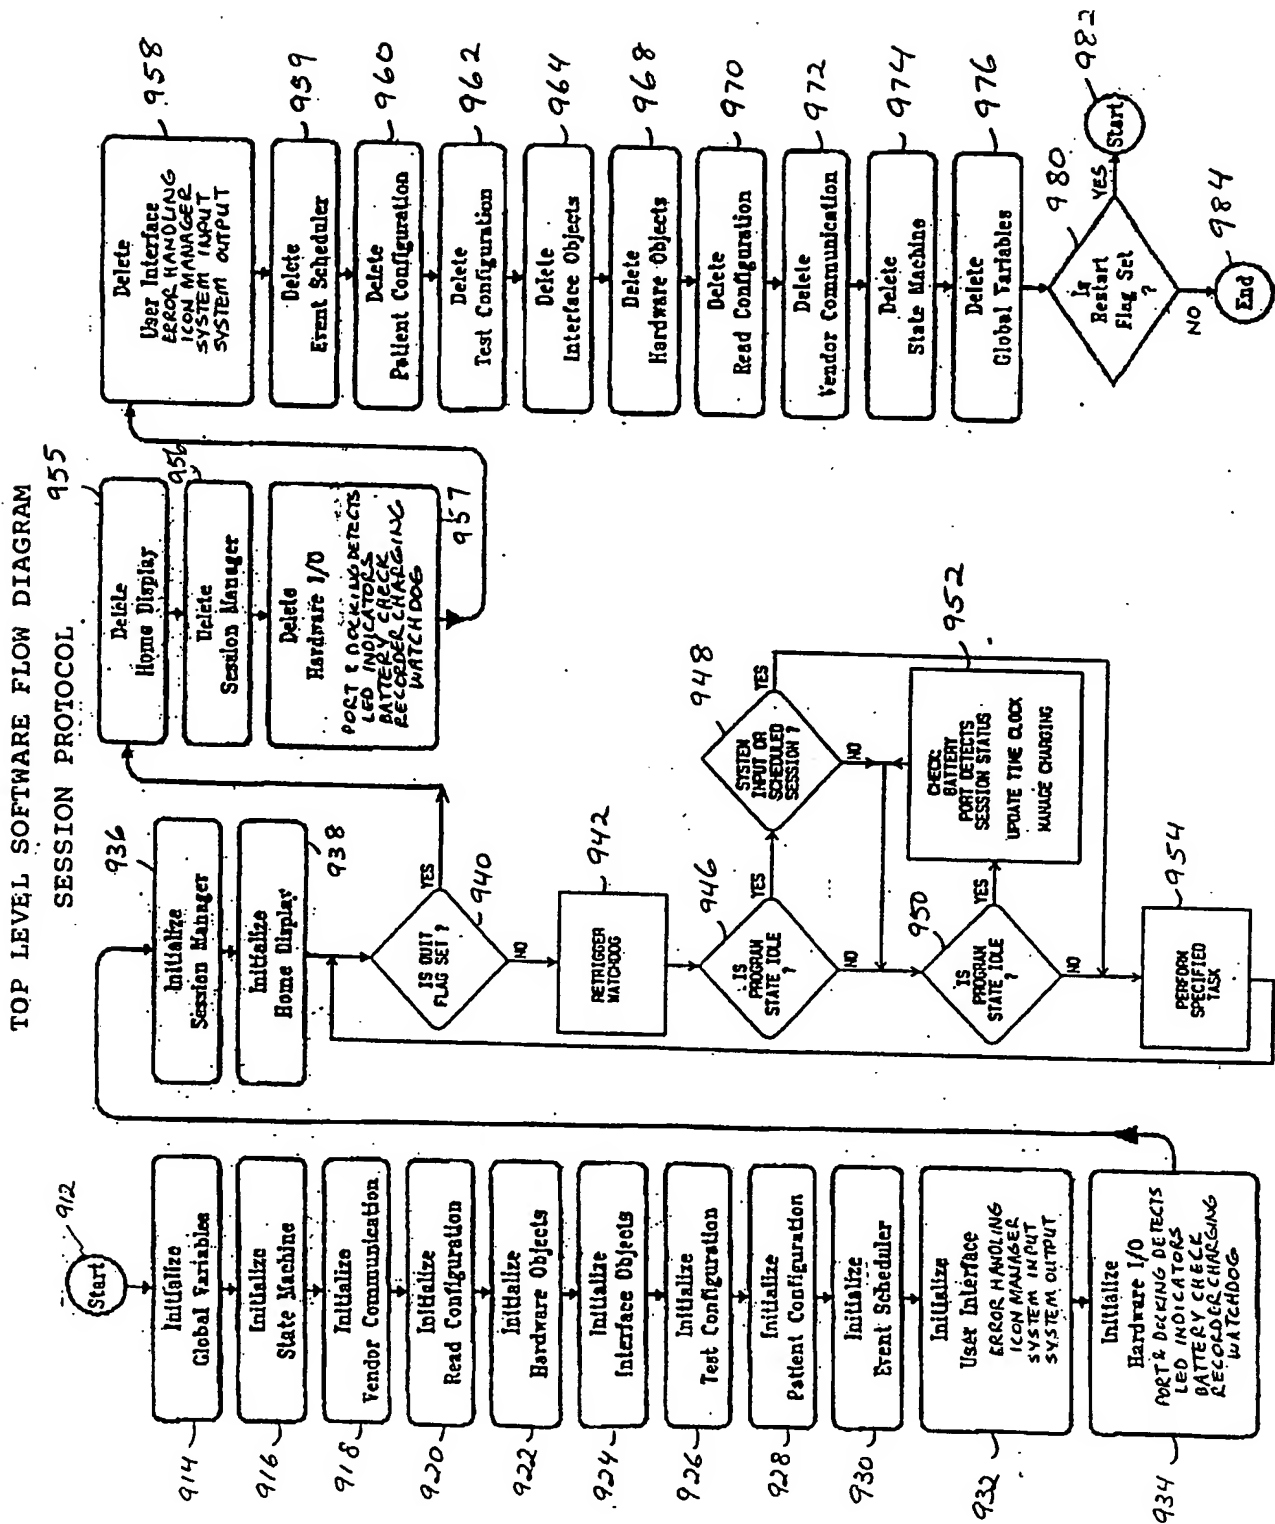 TOP LEVEL SOFTWARE FLOW DIAGRAM
SESSION PROTOCOL
Start
912
Initialize
Global Variables
914
Initialize
State Machine
916
Initialize
Vendor Communication
918
Initialize
Read Configuration
920
Initialize
Hardware Objects
922
Initialize
Interface Objects
924
Initialize
Test Configuration
926
Initialize
Patient Configuration
928
Initialize
Event Scheduler
930
Initialize
User Interface
ERROR HANDLING
ICON MANAGER
SYSTEM INPUT
SYSTEM OUTPUT
932
Initialize
Hardware I/O
PORT & DOCKING DETECTS
LED INDICATORS
BATTERY CHECK
RECORDER CHARGING
WATCHDOG
934
Initialize
Session Manager
936
Initialize
Home Display
938
IS QUIT
FLAG SET ?
940
YES
NO
RETRIGGER
WATCHDOG
942
IS
PROGRAM
STATE IDLE
?
946
YES
NO
SYSTEM
INPUT OR
SCHEDULED
SESSION ?
948
YES
NO
IS
PROGRAM
STATE IDLE
?
950
YES
NO
CHECK:
BATTERY
PORT DETECTS
SESSION STATUS
UPDATE TIME CLOCK
MANAGE CHARGING
952
PERFORM
SPECIFIED
TASK
954
Delete
Home Display
955
Delete
Session Manager
956
Delete
Hardware I/O
PORT & DOCKING DETECTS
LED INDICATORS
BATTERY CHECK
RECORDER CHARGING
WATCHDOG
957
Delete
User Interface
ERROR HANDLING
ICON MANAGER
SYSTEM INPUT
SYSTEM OUTPUT
958
Delete
Event Scheduler
959
Delete
Patient Configuration
960
Delete
Test Configuration
962
Delete
Interface Objects
964
Delete
Hardware Objects
968
Delete
Read Configuration
970
Delete
Vendor Communication
972
Delete
State Machine
974
Delete
Global Variables
976
Is
Restart
Flag Set
?
980
YES
Start
982
NO
End
984